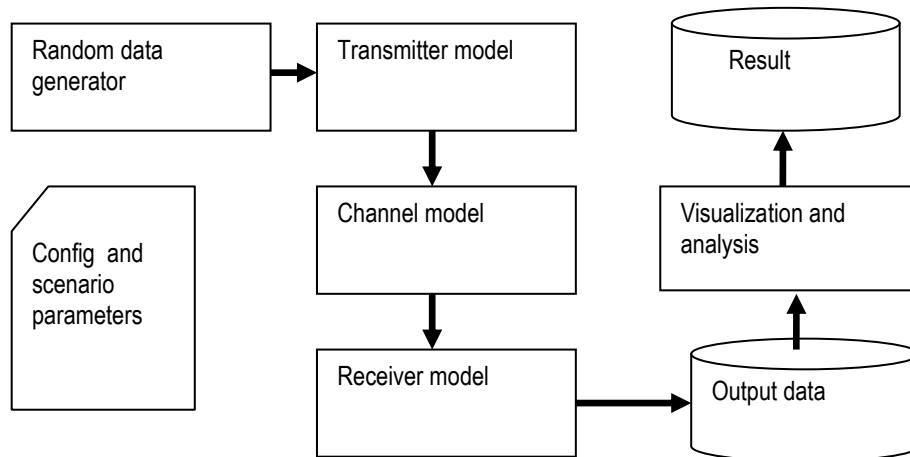 Random data
generator
Transmitter model
Result
Config and
scenario
parameters
Channel model
Visualization and
analysis
Receiver model
Output data